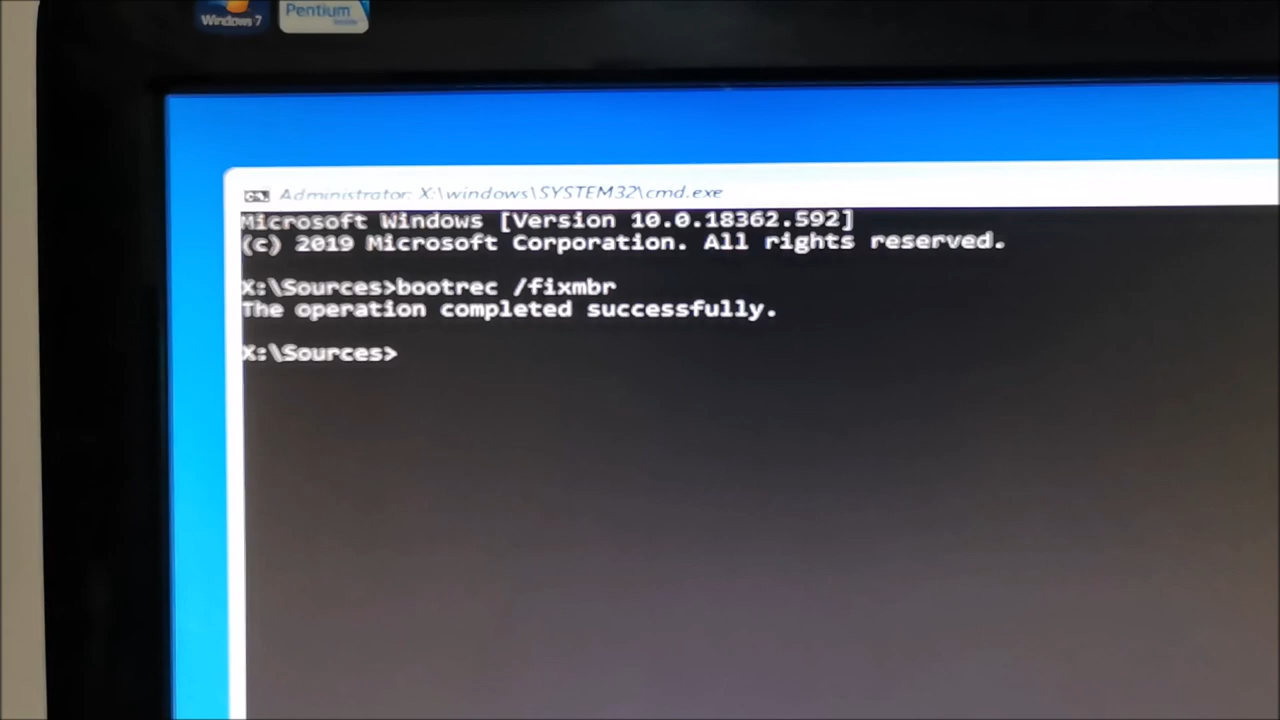 Windows 7
Pentium
inside
Administrator: X:\windows\SYSTEM32\cmd.exe
Microsoft Windows [Version 10.0.18362.592]
(c) 2019 Microsoft Corporation. All rights reserved.
X:\Sources>bootrec /fixmbr
The operation completed successfully.
X:\Sources>